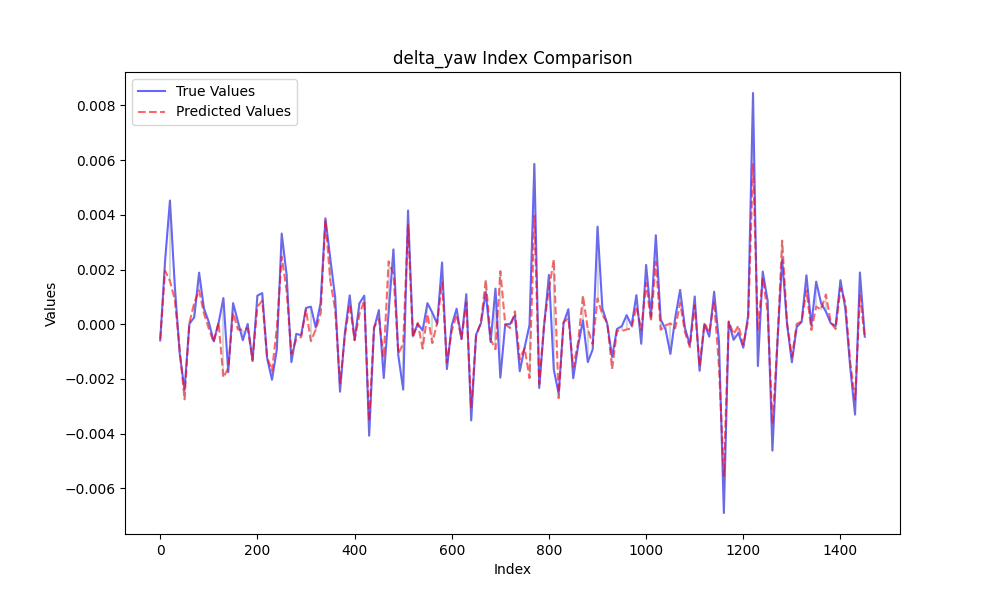 delta_yaw Index Comparison
True Values
Predicted Values
Values
0.008
0.006
0.004
0.002
0.000
−0.002
−0.004
−0.006
0 200 400 600 800 1000 1200 1400
Index